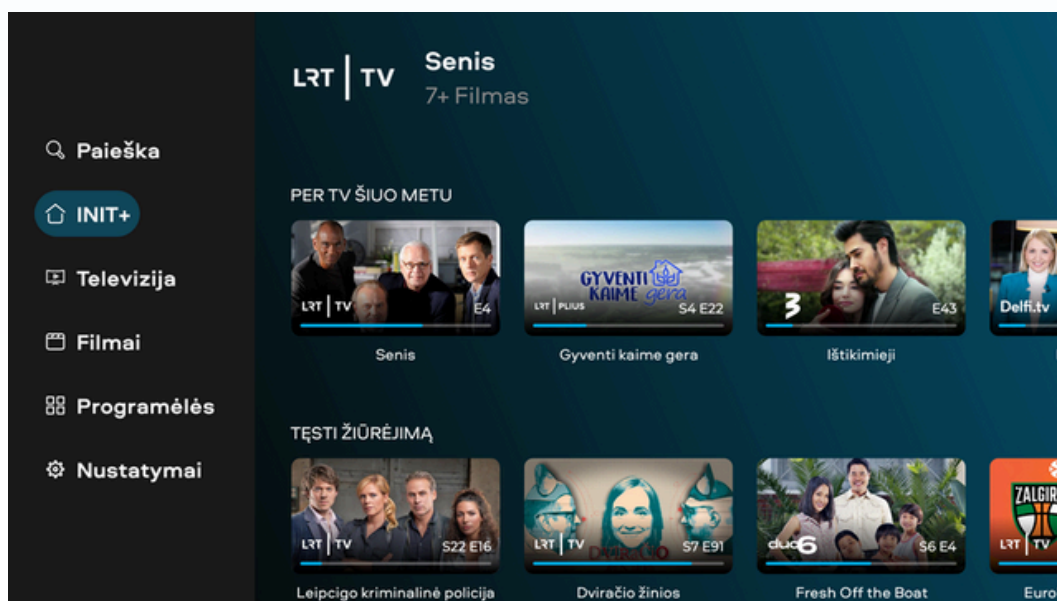 LRT | TV
Senis
7+ Filmas
Paieška
INIT+
Televizija
Filmai
Programėlės
Nustatymai
PER TV ŠIUO METU
LRT | TV
E4
GYVENTI
KAIME gera
LRT | PLIUS
S4 E22
3
E43
Delfi.tv
Senis
Gyventi kaime gera
Ištikimieji
TĘSTI ŽIŪRĖJIMĄ
LRT | TV
S22 E16
LRT | TV
DVIRAČIO
S7 E91
duo6
S6 E4
ZALGIR
LRT | TV
Leipcigo kriminalinė policija
Dviračio žinios
Fresh Off the Boat
Euro